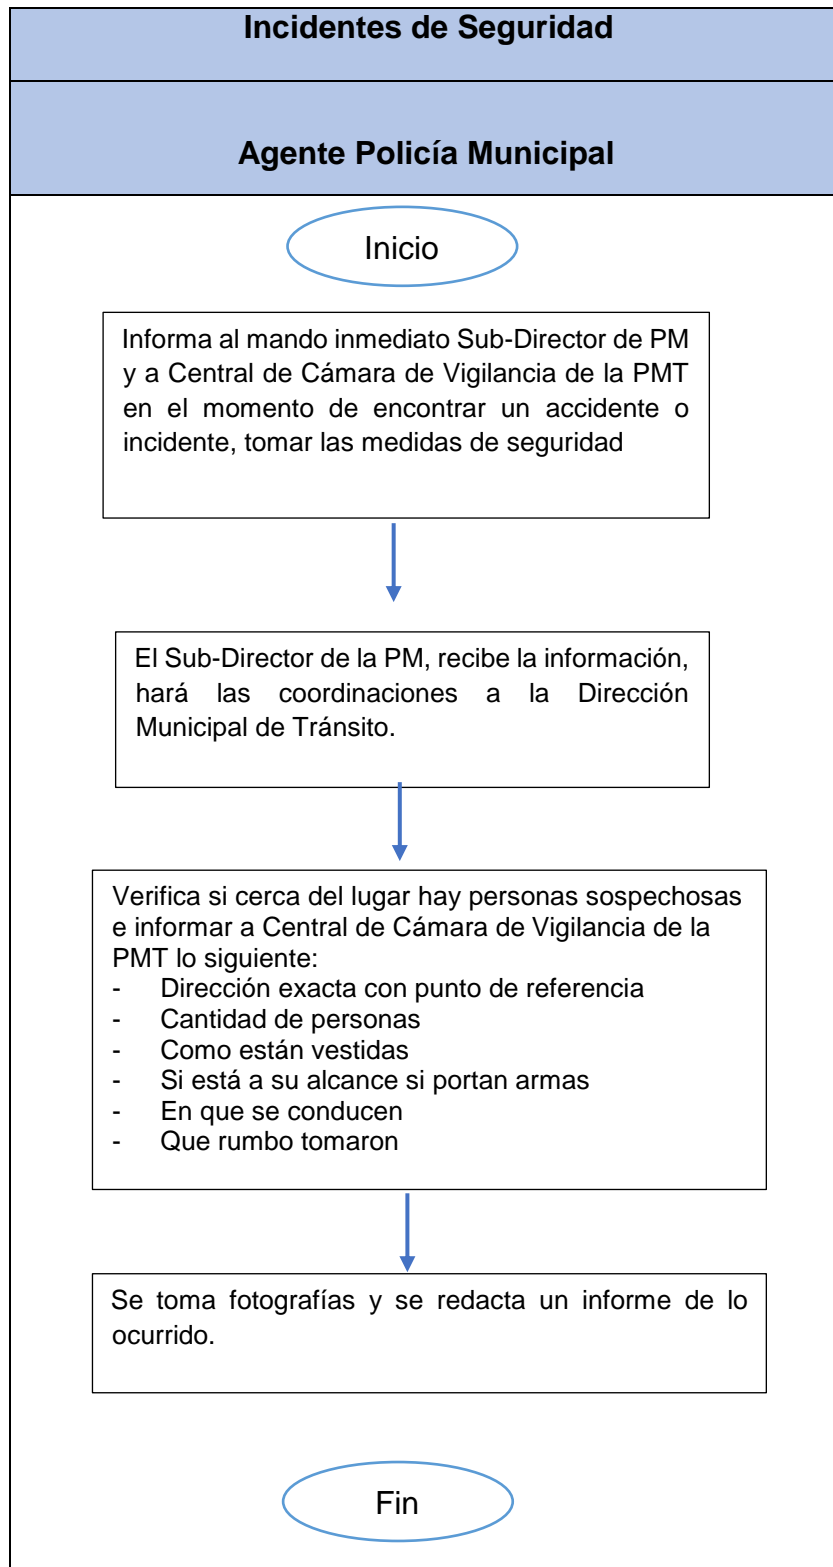 Incidentes de Seguridad
Agente Policía Municipal
Inicio
Informa al mando inmediato Sub-Director de PM
y a Central de Cámara de Vigilancia de la PMT
en el momento de encontrar un accidente o
incidente, tomar las medidas de seguridad
El Sub-Director de la PM, recibe la información,
hará las coordinaciones a la Dirección
Municipal de Tránsito.
Verifica si cerca del lugar hay personas sospechosas
e informar a Central de Cámara de Vigilancia de la
PMT lo siguiente:
- Dirección exacta con punto de referencia
- Cantidad de personas
- Como están vestidas
- Si está a su alcance si portan armas
- En que se conducen
- Que rumbo tomaron
Se toma fotografías y se redacta un informe de lo
ocurrido.
Fin